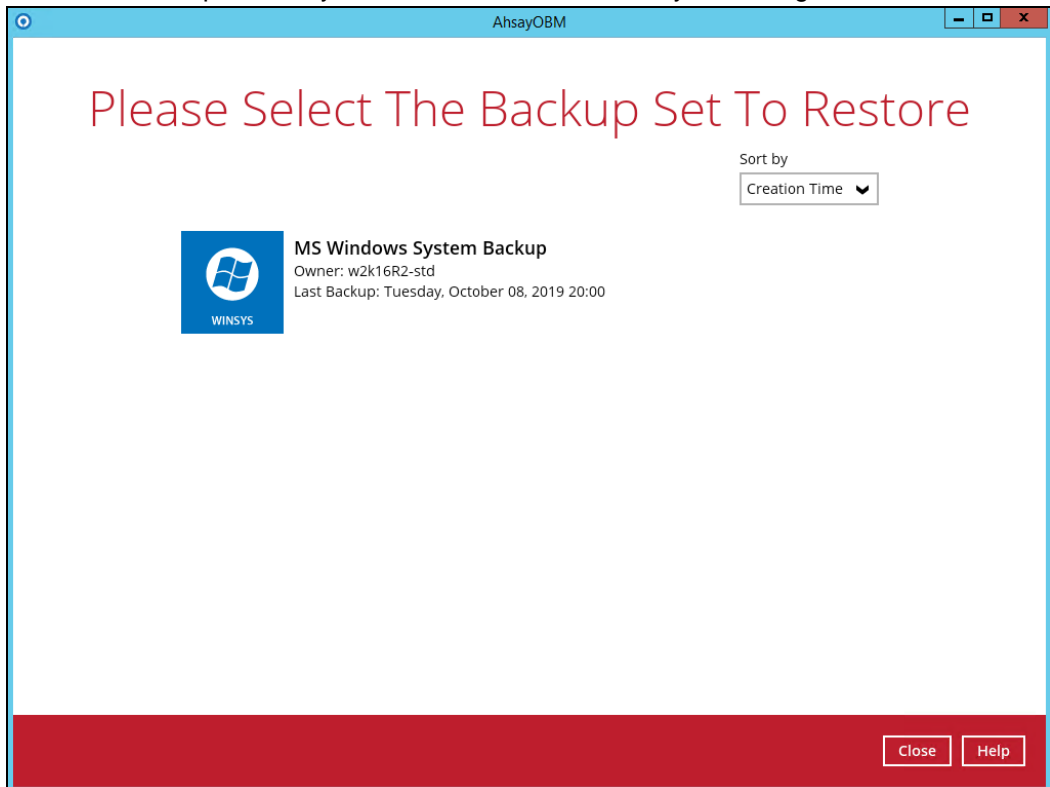 AhsayOBM
Please Select The Backup Set To Restore
Sort by
Creation Time
MS Windows System Backup
Owner: w2k16R2-std
Last Backup: Tuesday, October 08, 2019 20:00
WINSYS
Close Help